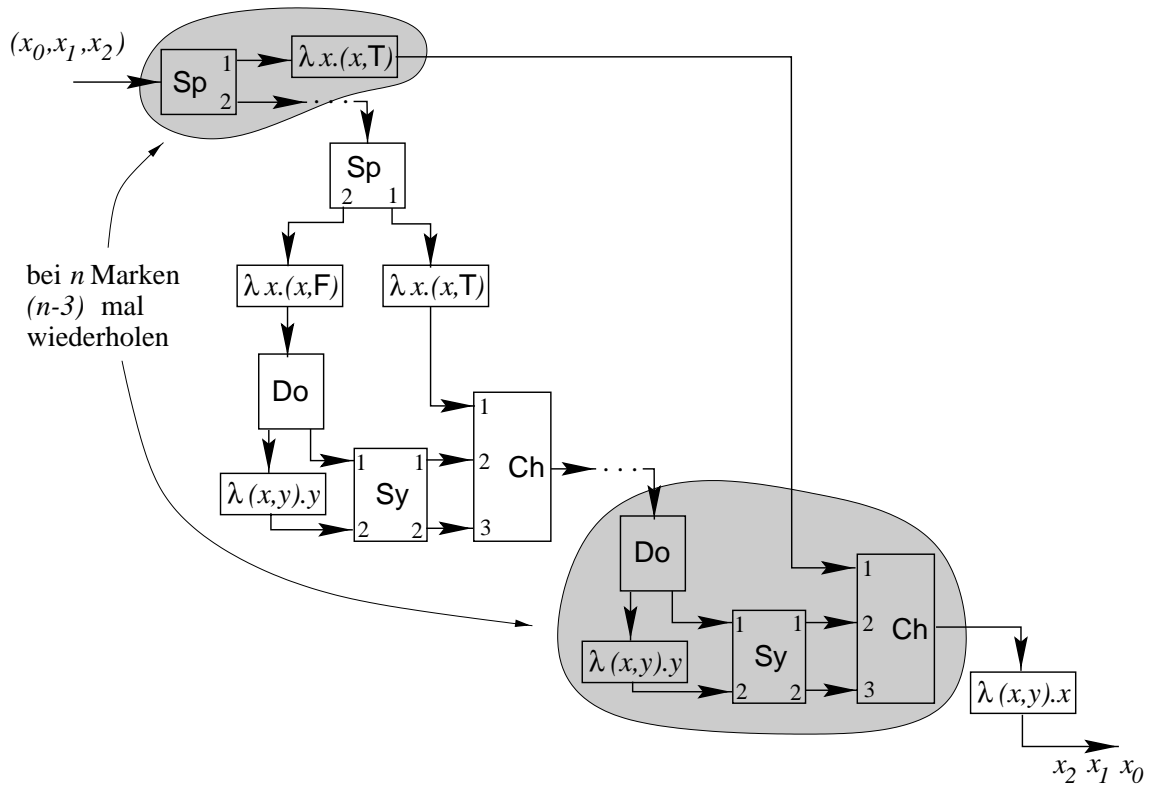 (x₀,x₁,x₂)
Sp
1
2
λ x.(x,T)
. . . .
Sp
2 1
λ x.(x,F)
λ x.(x,T)
bei n Marken
(n-3) mal
wiederholen
Do
λ (x,y).y
1 1
Sy
2 2
1
2
Ch
3
. . . .
Do
λ (x,y).y
1 1
Sy
2 2
1
2
Ch
3
λ (x,y).x
x₂ x₁ x₀